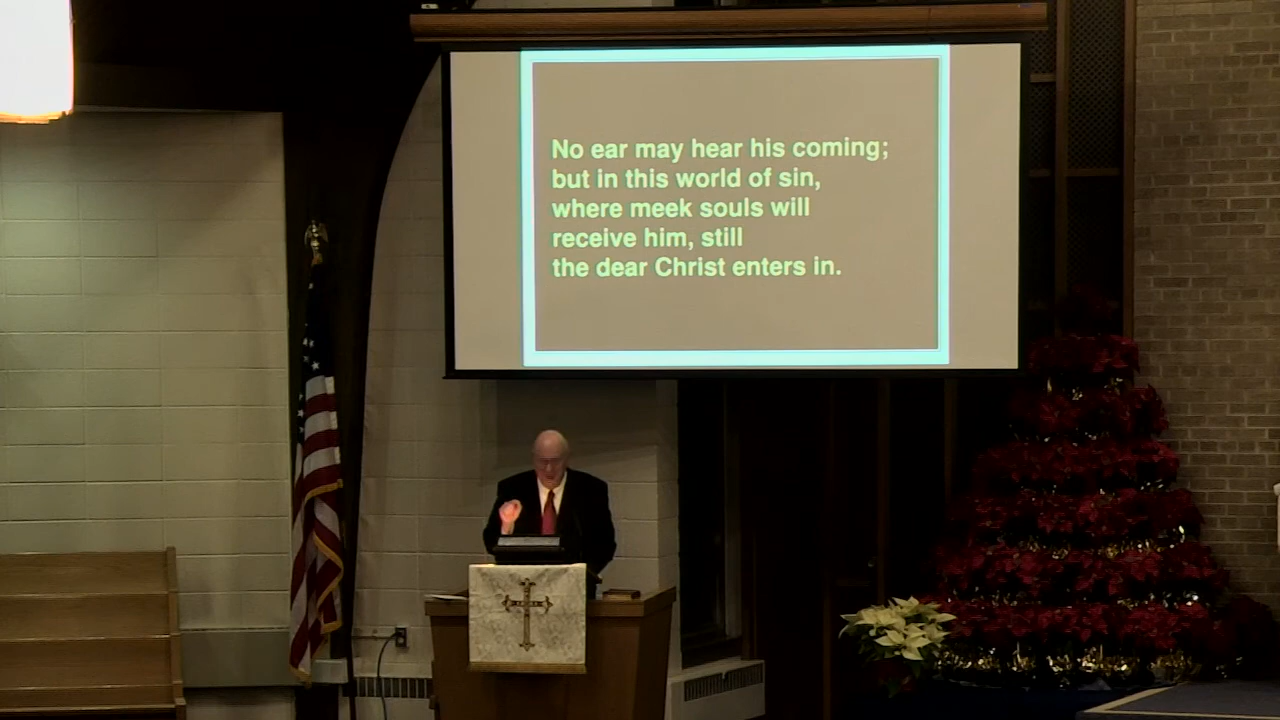 No ear may hear his coming;
but in this world of sin,
where meek souls will
receive him, still
the dear Christ enters in.